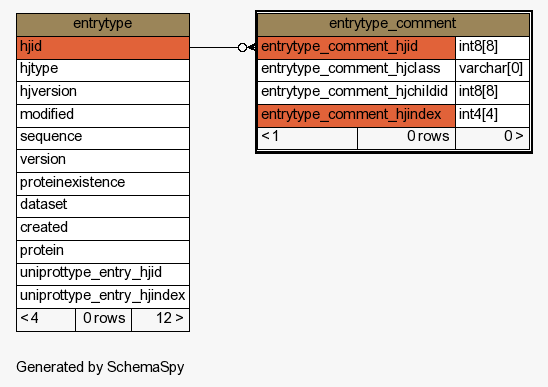 entrytype
hjid
hjtype
hjversion
modified
sequence
version
proteinexistence
dataset
created
protein
uniprottype_entry_hjid
uniprottype_entry_hjindex
< 4 0 rows 12 >
entrytype_comment
entrytype_comment_hjid int8[8]
entrytype_comment_hjclass varchar[0]
entrytype_comment_hjchildid int8[8]
entrytype_comment_hjindex int4[4]
< 1 0 rows 0 >
Generated by SchemaSpy